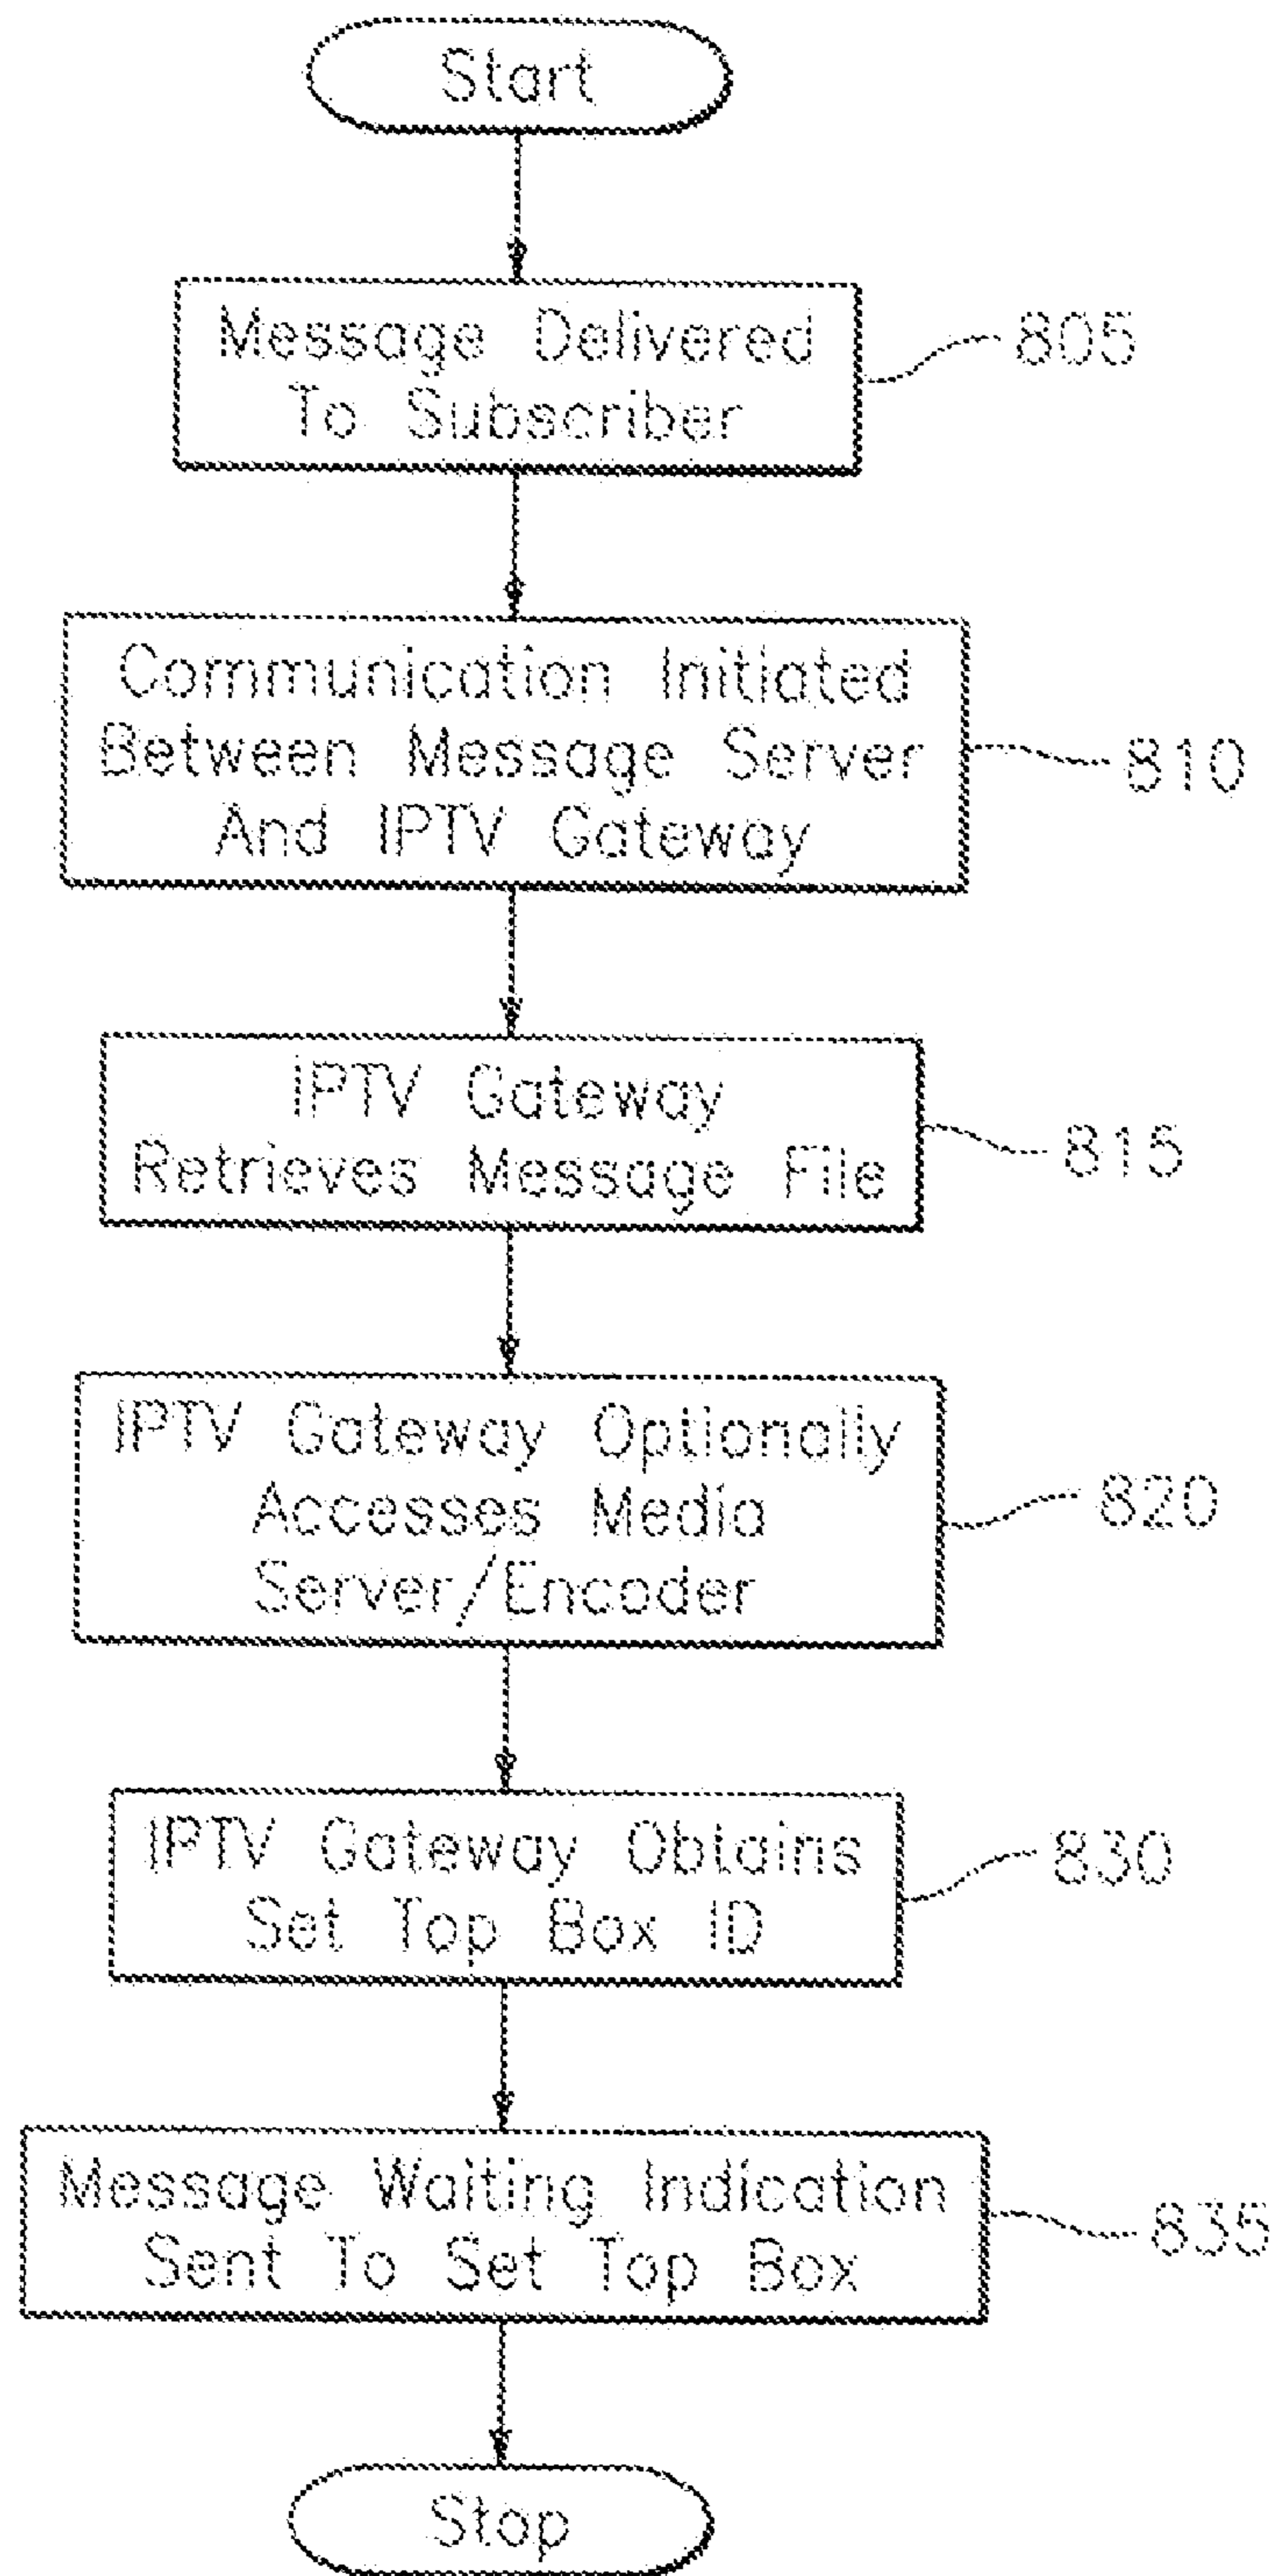 Start
Message Delivered
To Subscriber
805
Communication Initiated
Between Message Server
And IPTV Gateway
810
IPTV Gateway
Retrieves Message File
815
IPTV Gateway Optionally
Accesses Media
Server/Encoder
820
IPTV Gateway Obtains
Set Top Box ID
830
Message Waiting Indication
Sent To Set Top Box
835
Stop